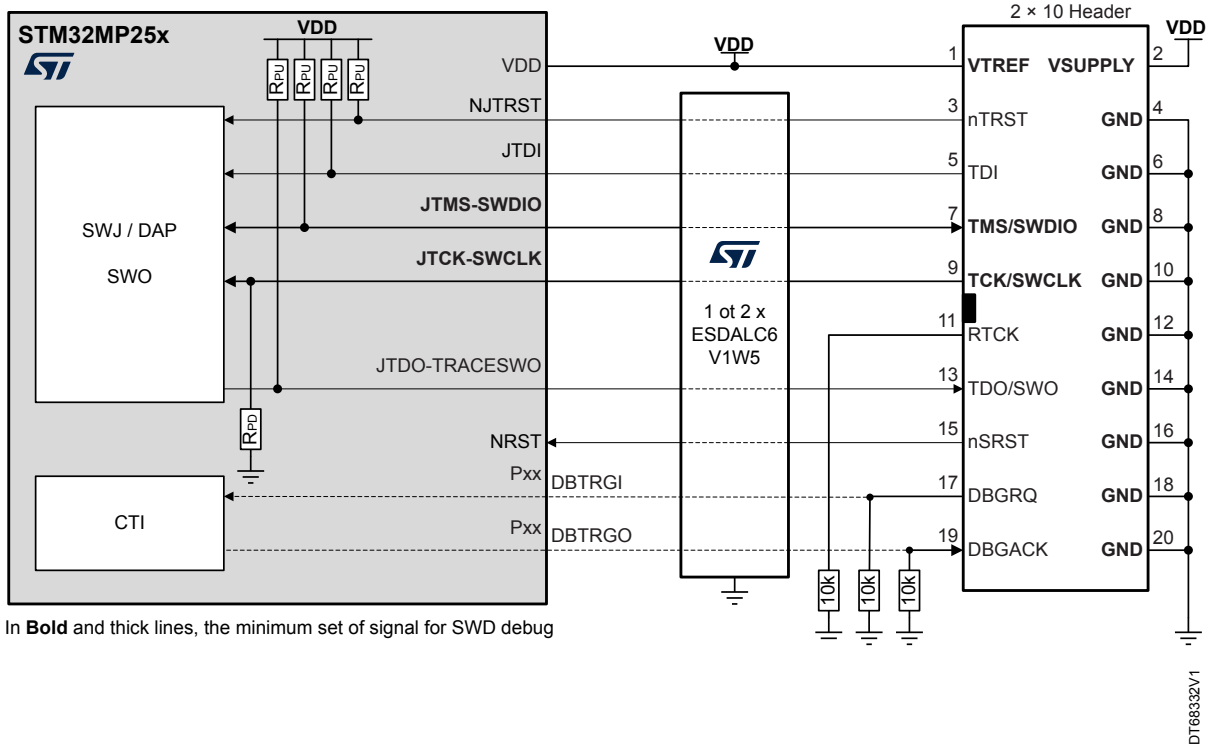 2 × 10 Header
STM32MP25x
VDD
VDD
VDD
RPU
RPU
RPU
RPU
VDD
1
VTREF
VSUPPLY
2
NJTRST
3
nTRST
GND
4
JTDI
5
TDI
GND
6
JTMS-SWDIO
7
TMS/SWDIO
GND
8
SWJ / DAP
SWO
JTCK-SWCLK
9
TCK/SWCLK
GND
10
1 ot 2 x
ESDALC6
V1W5
11
RTCK
GND
12
JTDO-TRACESWO
13
TDO/SWO
GND
14
RPD
NRST
15
nSRST
GND
16
Pxx
DBTRGI
17
DBGRQ
GND
18
CTI
Pxx
DBTRGO
19
DBGACK
GND
20
10k
10k
10k
In Bold and thick lines, the minimum set of signal for SWD debug
DT68332V1